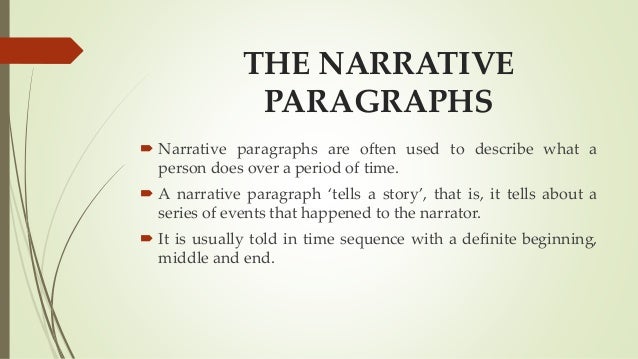 THE NARRATIVE
PARAGRAPHS
Narrative paragraphs are often used to describe what a
person does over a period of time.
A narrative paragraph ‘tells a story’, that is, it tells about a
series of events that happened to the narrator.
It is usually told in time sequence with a definite beginning,
middle and end.